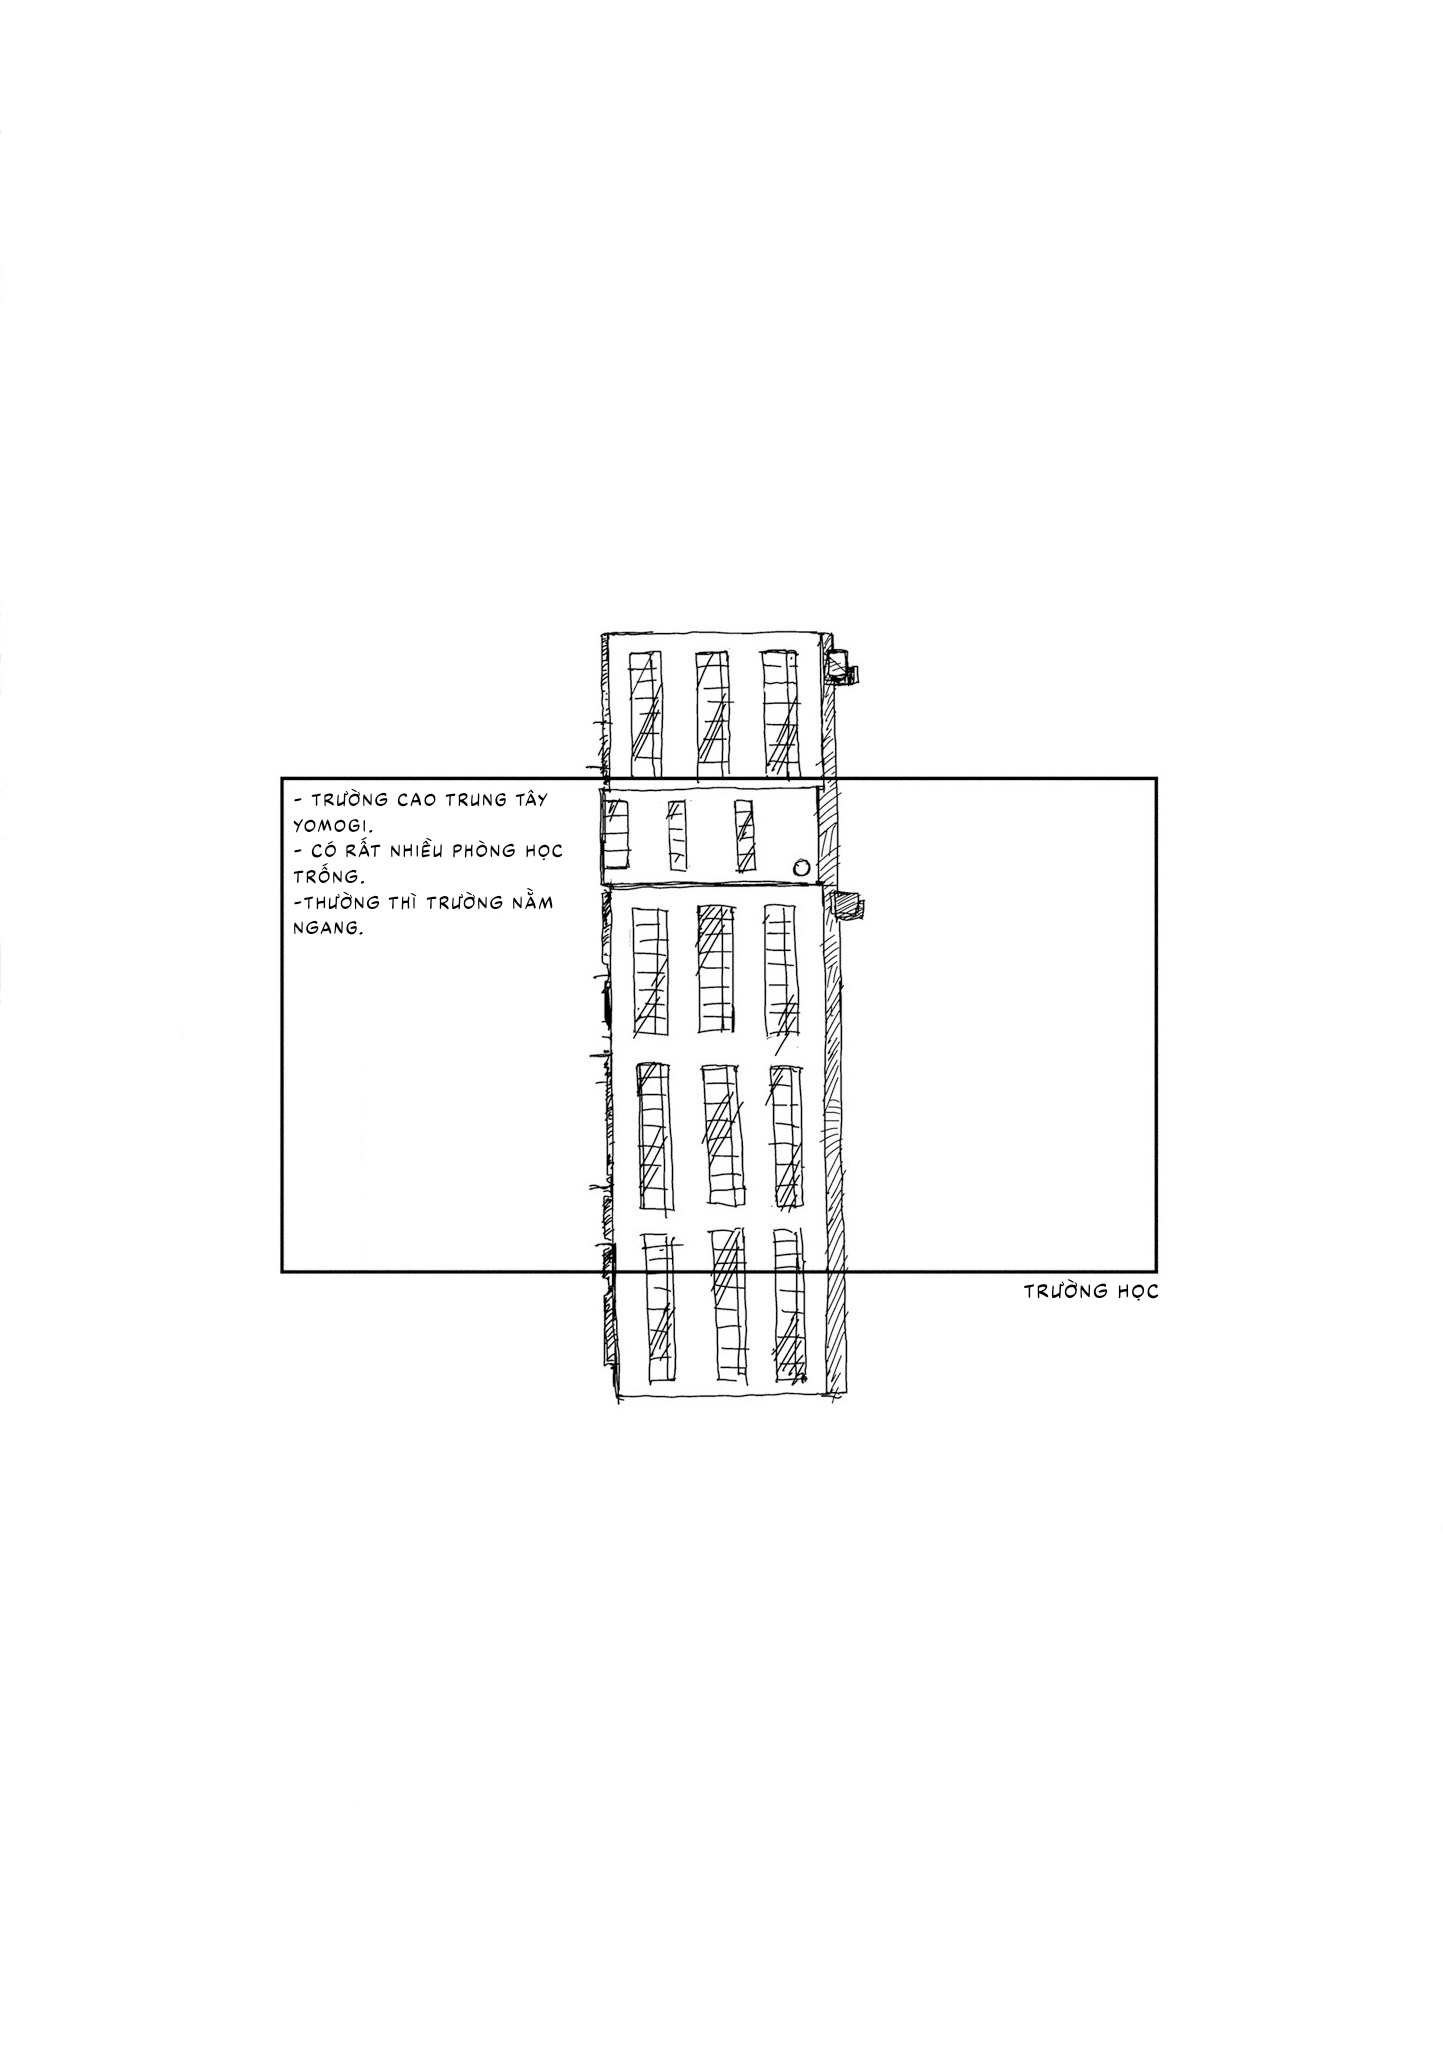 - TRƯỜNG CAO TRUNG TÂY
YOMOGI.
- CÓ RẤT NHIỀU PHÒNG HỌC
TRỐNG.
-THƯỜNG THÌ TRƯỜNG NẰM
NGANG.
TRƯỜNG HỌC